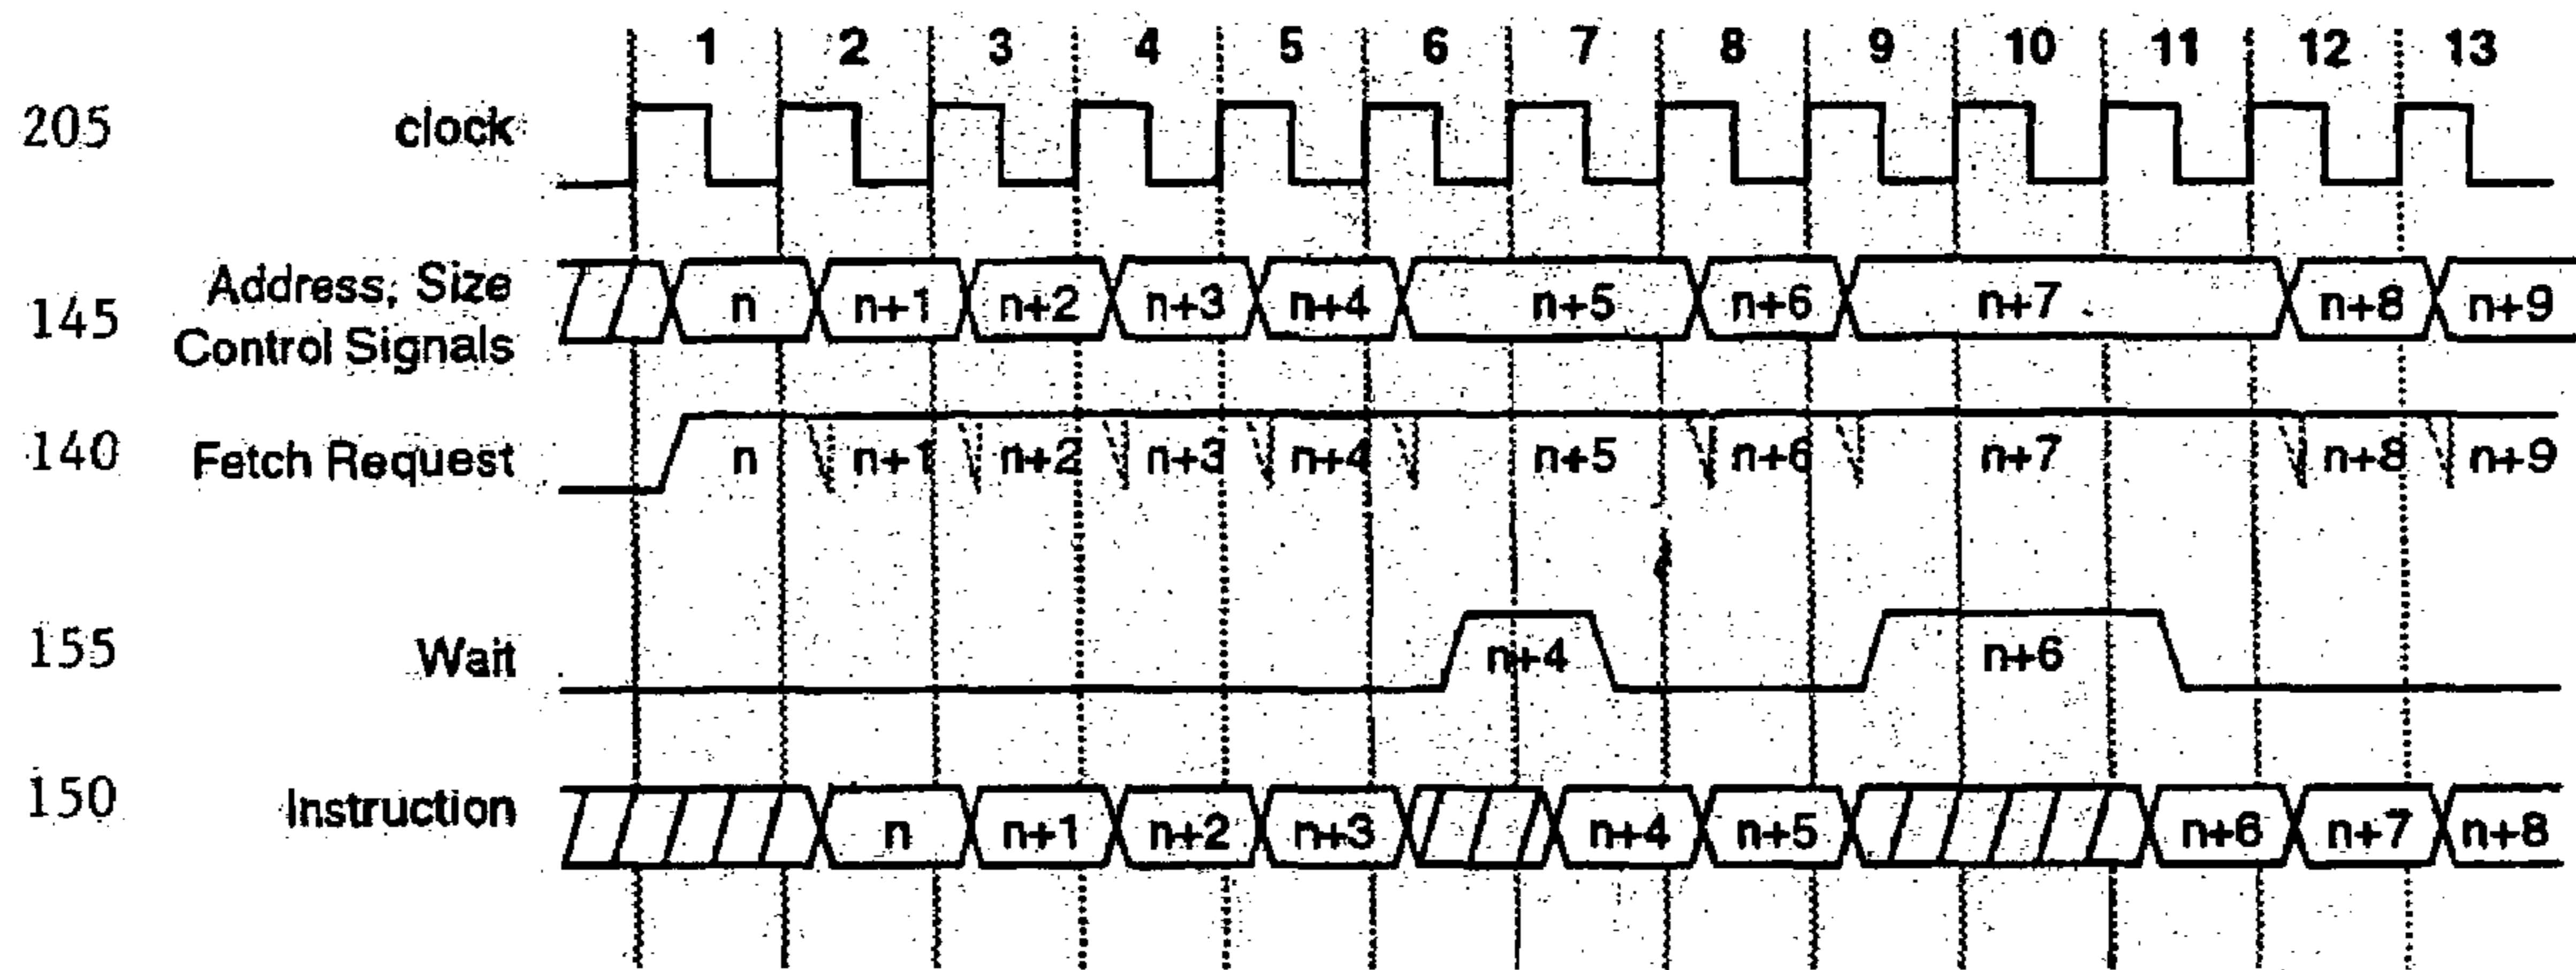 1 2 3 4 5 6 7 8 9 10 11 12 13
205 clock
145 Address, Size
Control Signals
n n+1 n+2 n+3 n+4 n+5 n+6 n+7 n+8 n+9
140 Fetch Request n n+1 n+2 n+3 n+4 n+5 n+6 n+7 n+8 n+9
155 Wait n+4 n+6
150 Instruction n n+1 n+2 n+3 n+4 n+5 n+6 n+7 n+8